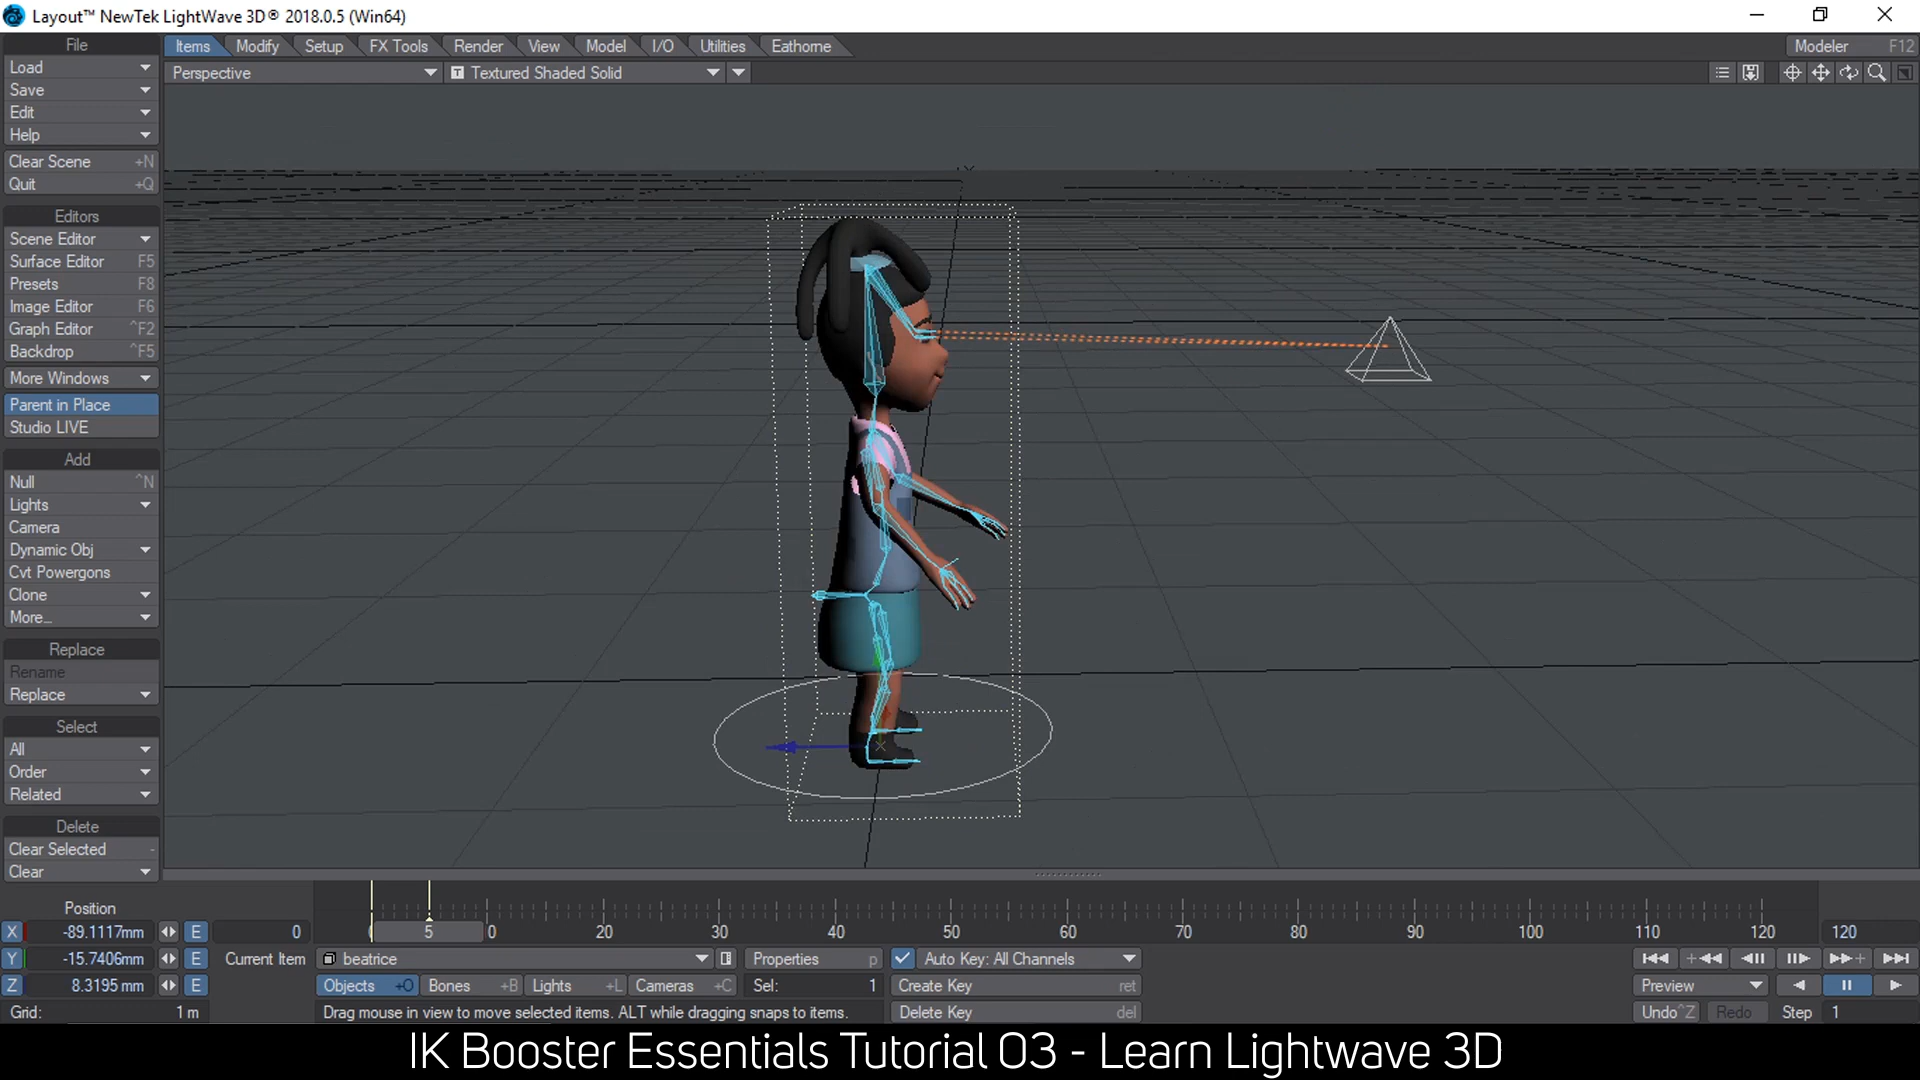 Layout™ NewTek LightWave 3D® 2018.0.5 (Win64)
File
Items Modify Setup FX Tools Render View Model I/O Utilities Eathorne Modeler F12
Load
Perspective T Textured Shaded Solid
Save
Edit
Help
Clear Scene +N
Quit +Q
Editors
Scene Editor
Surface Editor F5
Presets F8
Image Editor F6
Graph Editor ^F2
Backdrop ^F5
More Windows
Parent in Place
Studio LIVE
Add
Null ^N
Lights
Camera
Dynamic Obj
Cvt Powergons
Clone
More...
Replace
Rename
Replace
Select
All
Order
Related
Delete
Clear Selected -
Clear
Position
X -89.1117mm E 0 5 0 20 30 40 50 60 70 80 90 100 110 120 120
Y -15.7406mm E Current Item beatrice Properties p Auto Key: All Channels
Z 8.3195 mm E Objects +O Bones +B Lights +L Cameras +C Sel: 1 Create Key ret Preview
Grid: 1 m Drag mouse in view to move selected items. ALT while dragging snaps to items. Delete Key del Undo ^Z Redo Step 1
IK Booster Essentials Tutorial 03 - Learn Lightwave 3D